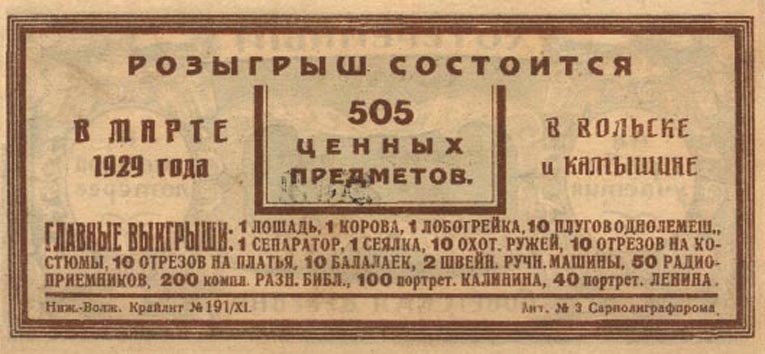 РОЗЫГРЫШ СОСТОИТСЯ
В МАРТЕ
1929 года
505
ЦЕННЫХ
ПРЕДМЕТОВ.
В ВОЛЬСКЕ
и КАМЫШИНЕ
ГЛАВНЫЕ ВЫИГРЫШИ: 1 ЛОШАДЬ, 1 КОРОВА, 1 ЛОБОГРЕЙКА, 10 ПЛУГОВ ОДНОЛЕМЕШ.,
1 СЕПАРАТОР, 1 СЕЯЛКА, 10 ОХОТ. РУЖЕЙ, 10 ОТРЕЗОВ НА КО-
СТЮМЫ, 10 ОТРЕЗОВ НА ПЛАТЬЯ, 10 БАЛАЛАЕК, 2 ШВЕЙН. РУЧН. МАШИНЫ, 50 РАДИО-
ПРИЕМНИКОВ, 200 компл. РАЗН. БИБЛ., 100 портрет. КАЛИНИНА, 40 портрет. ЛЕНИНА.
Ниж.-Волж. Крайлит № 191/XI.
Лит. № 3 Сарполиграфпрома.